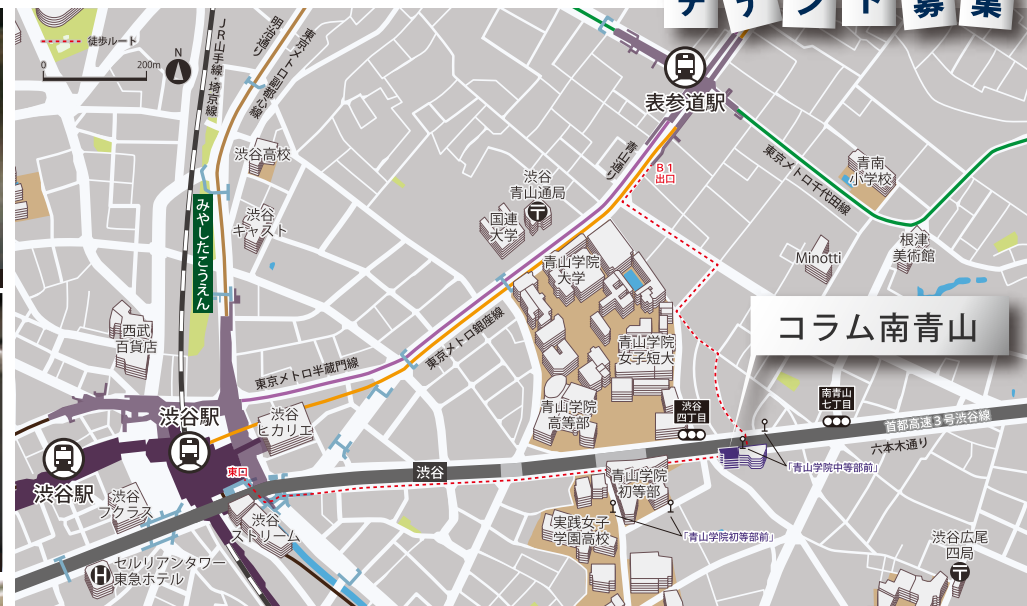 テナント募集
徒歩ルート
0
200m
N
JR山手線・埼京線
明治通り
東京メトロ副都心線
表参道駅
渋谷高校
青山通り
B1
出口
東京メトロ千代田線
青南
小学校
渋谷
青山通局
渋谷
キャスト
国連
大学
みやしたこうえん
Minotti
根津
美術館
青山学院
大学
コラム南青山
西武
百貨店
東京メトロ銀座線
青山学院
女子短大
東京メトロ半蔵門線
渋谷駅
渋谷
ヒカリエ
青山学院
高等部
渋谷
四丁目
南青山
七丁目
首都高速3号渋谷線
六本木通り
渋谷駅
東口
渋谷
「青山学院中等部前」
渋谷
フクラス
青山学院
初等部
渋谷
ストリーム
実践女子
学園高校
「青山学院初等部前」
渋谷広尾
四局
H
セルリアンタワー
東急ホテル